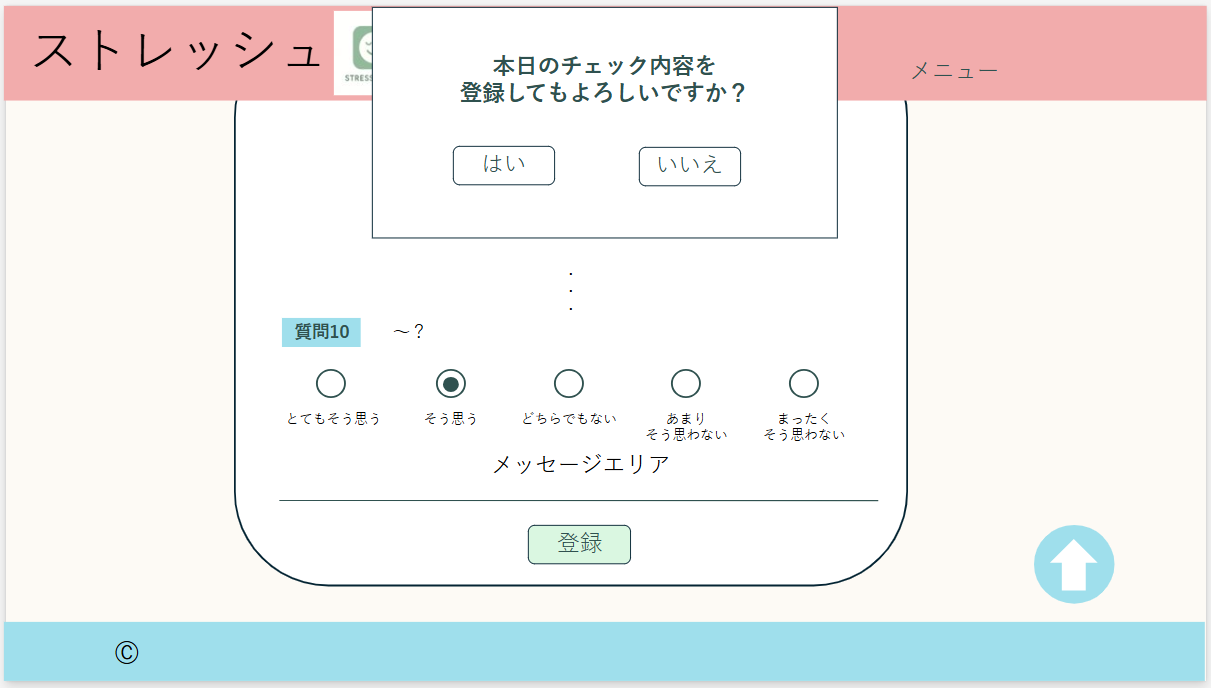 ストレッシュ
STRESS
メニュー
本日のチェック内容を
登録してもよろしいですか？
はい
いいえ
質問10
～？
とてもそう思う
そう思う
どちらでもない
あまり
そう思わない
まったく
そう思わない
メッセージエリア
登録
©